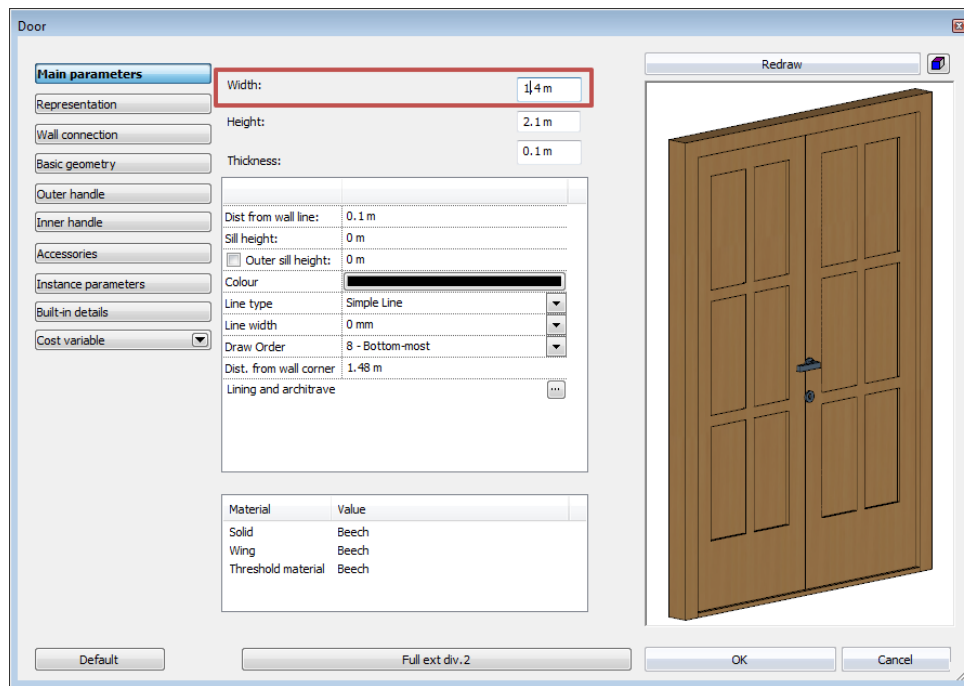 Door
Main parameters
Representation
Wall connection
Basic geometry
Outer handle
Inner handle
Accessories
Instance parameters
Built-in details
Cost variable
Width: 1.4 m
Height: 2.1 m
Thickness: 0.1 m
Dist from wall line: 0.1 m
Sill height: 0 m
Outer sill height: 0 m
Colour
Line type Simple Line
Line width 0 mm
Draw Order 8 - Bottom-most
Dist. from wall corner 1.48 m
Lining and architrave ...
Material Value
Solid Beech
Wing Beech
Threshold material Beech
Redraw
Default
Full ext div.2
OK
Cancel